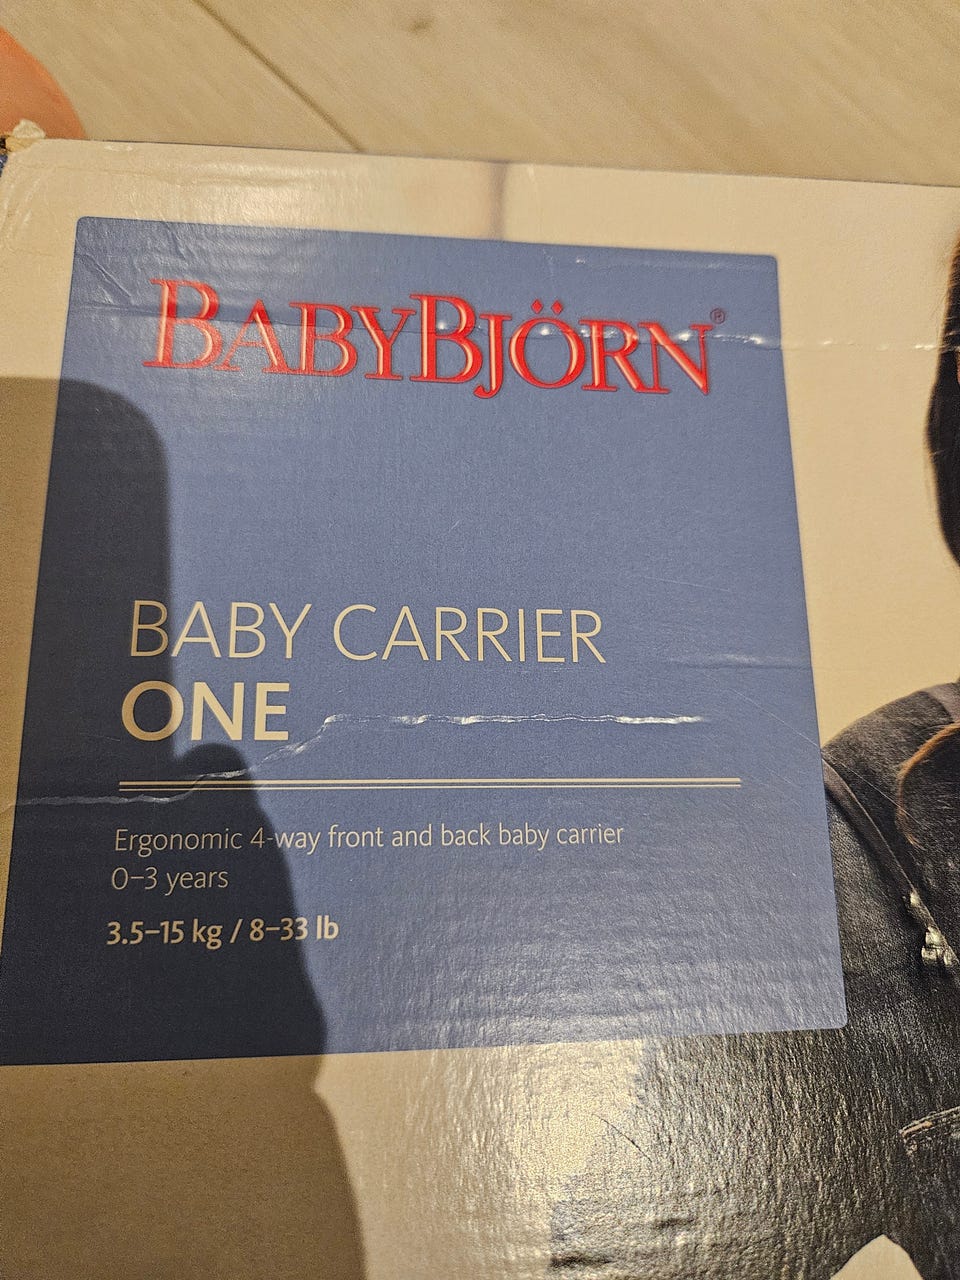 BABYBJÖRN®
BABY CARRIER
ONE
Ergonomic 4-way front and back baby carrier
0–3 years
3.5–15 kg / 8–33 lb